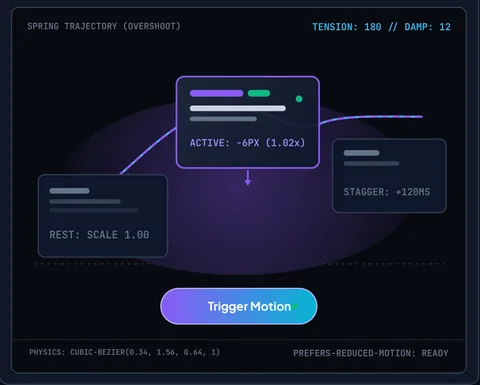 SPRING TRAJECTORY (OVERSHOOT)
TENSION: 180 // DAMP: 12
ACTIVE: -6PX (1.02x)
STAGGER: +120MS
REST: SCALE 1.00
Trigger Motion
PHYSICS: CUBIC-BEZIER(0.34, 1.56, 0.64, 1)
PREFERS-REDUCED-MOTION: READY